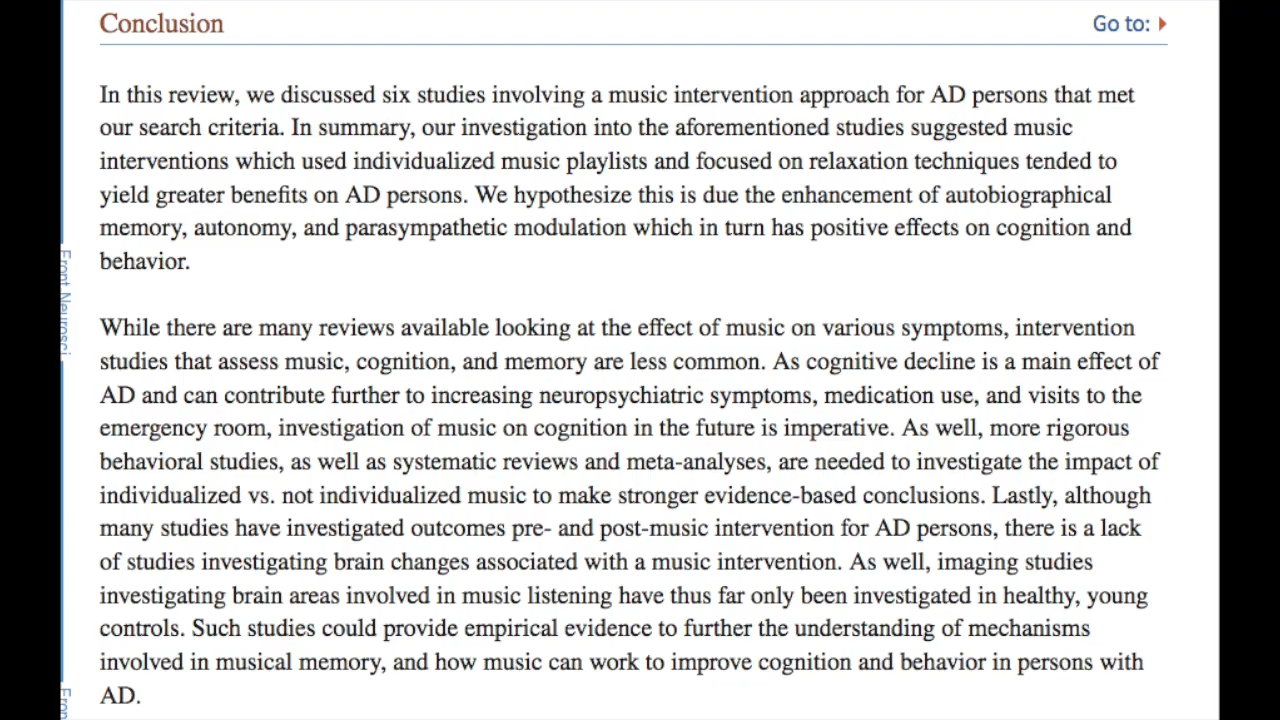 Conclusion
Go to:
In this review, we discussed six studies involving a music intervention approach for AD persons that met
our search criteria. In summary, our investigation into the aforementioned studies suggested music
interventions which used individualized music playlists and focused on relaxation techniques tended to
yield greater benefits on AD persons. We hypothesize this is due the enhancement of autobiographical
memory, autonomy, and parasympathetic modulation which in turn has positive effects on cognition and
behavior.
While there are many reviews available looking at the effect of music on various symptoms, intervention
studies that assess music, cognition, and memory are less common. As cognitive decline is a main effect of
AD and can contribute further to increasing neuropsychiatric symptoms, medication use, and visits to the
emergency room, investigation of music on cognition in the future is imperative. As well, more rigorous
behavioral studies, as well as systematic reviews and meta-analyses, are needed to investigate the impact of
individualized vs. not individualized music to make stronger evidence-based conclusions. Lastly, although
many studies have investigated outcomes pre- and post-music intervention for AD persons, there is a lack
of studies investigating brain changes associated with a music intervention. As well, imaging studies
investigating brain areas involved in music listening have thus far only been investigated in healthy, young
controls. Such studies could provide empirical evidence to further the understanding of mechanisms
involved in musical memory, and how music can work to improve cognition and behavior in persons with
AD.
Front Neurosci